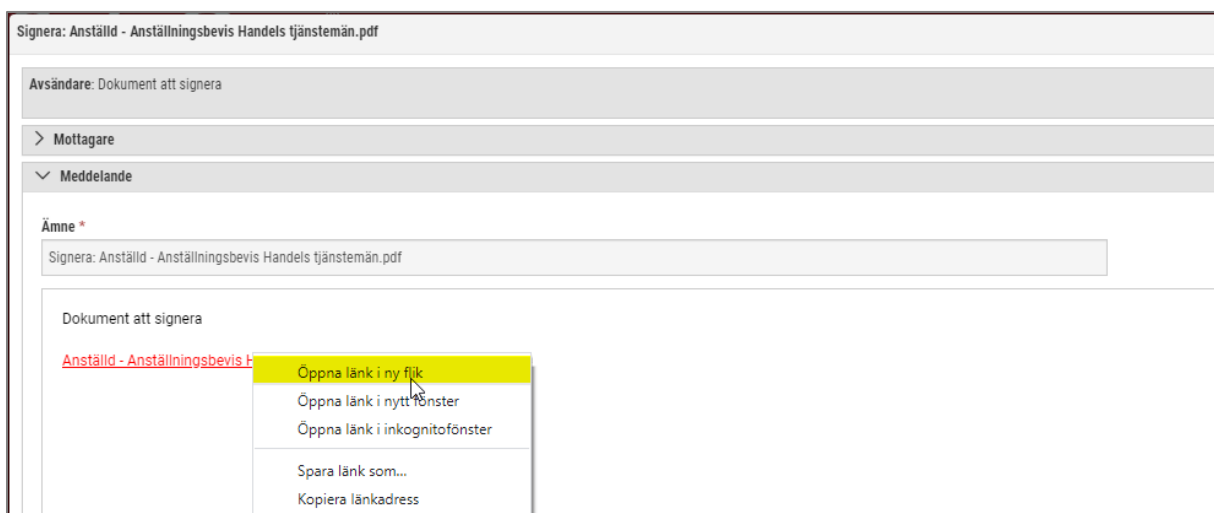 Signera: Anställd - Anställningsbevis Handels tjänstemän.pdf
Avsändare: Dokument att signera
Mottagare
Meddelande
Ämne *
Signera: Anställd - Anställningsbevis Handels tjänstemän.pdf
Dokument att signera
Anställd - Anställningsbevis H
Öppna länk i ny flik
Öppna länk i nytt fönster
Öppna länk i inkognitofönster
Spara länk som...
Kopiera länkadress